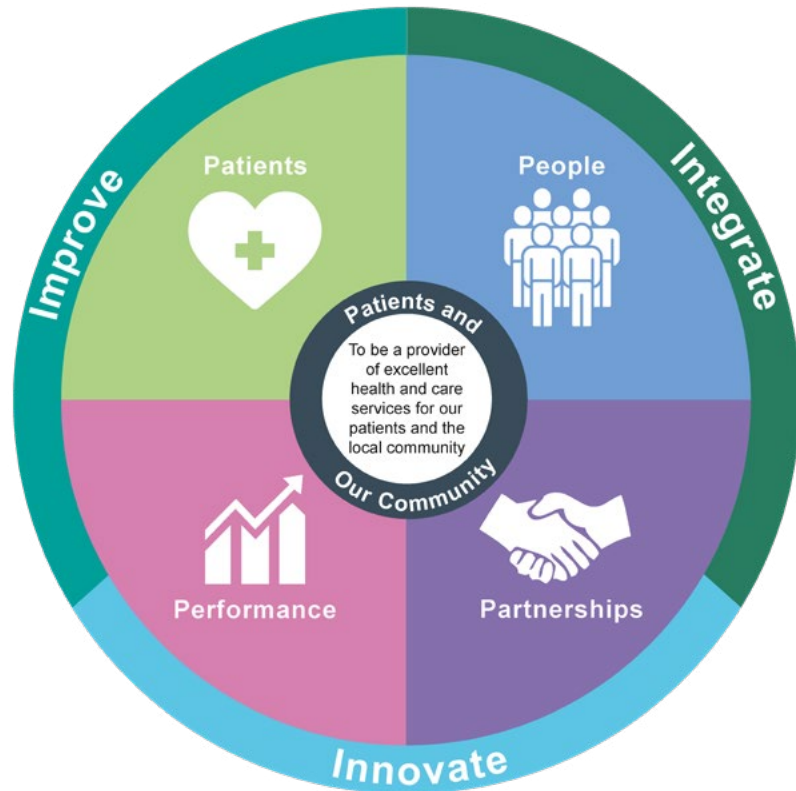 Improve
Integrate
Patients
People
Patients and
To be a provider
of excellent
health and care
services for our
patients and the
local community
Our Community
Performance
Partnerships
Innovate